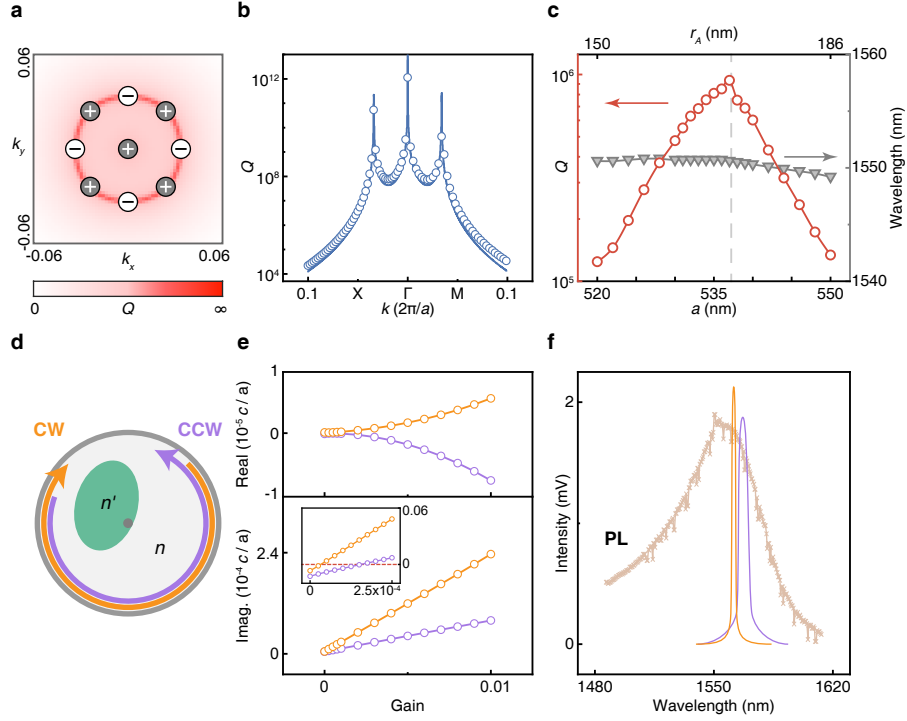 a
0.06
k_y
-0.06
-0.06
k_x
0.06
+
−
0
Q
∞
b
10^12
10^8
10^4
Q
0.1
X
Γ
M
0.1
k (2π/a)
c
r_A (nm)
150
186
10^6
Q
10^5
1560
1550
1540
Wavelength (nm)
520
535
550
a (nm)
d
CW
CCW
n'
n
e
1
0
-1
Real (10^-5 c / a)
0.06
0
0
2.5x10^-4
2.4
0
Imag. (10^-4 c / a)
0
0.01
Gain
f
2
0
Intensity (mV)
PL
1480
1550
1620
Wavelength (nm)